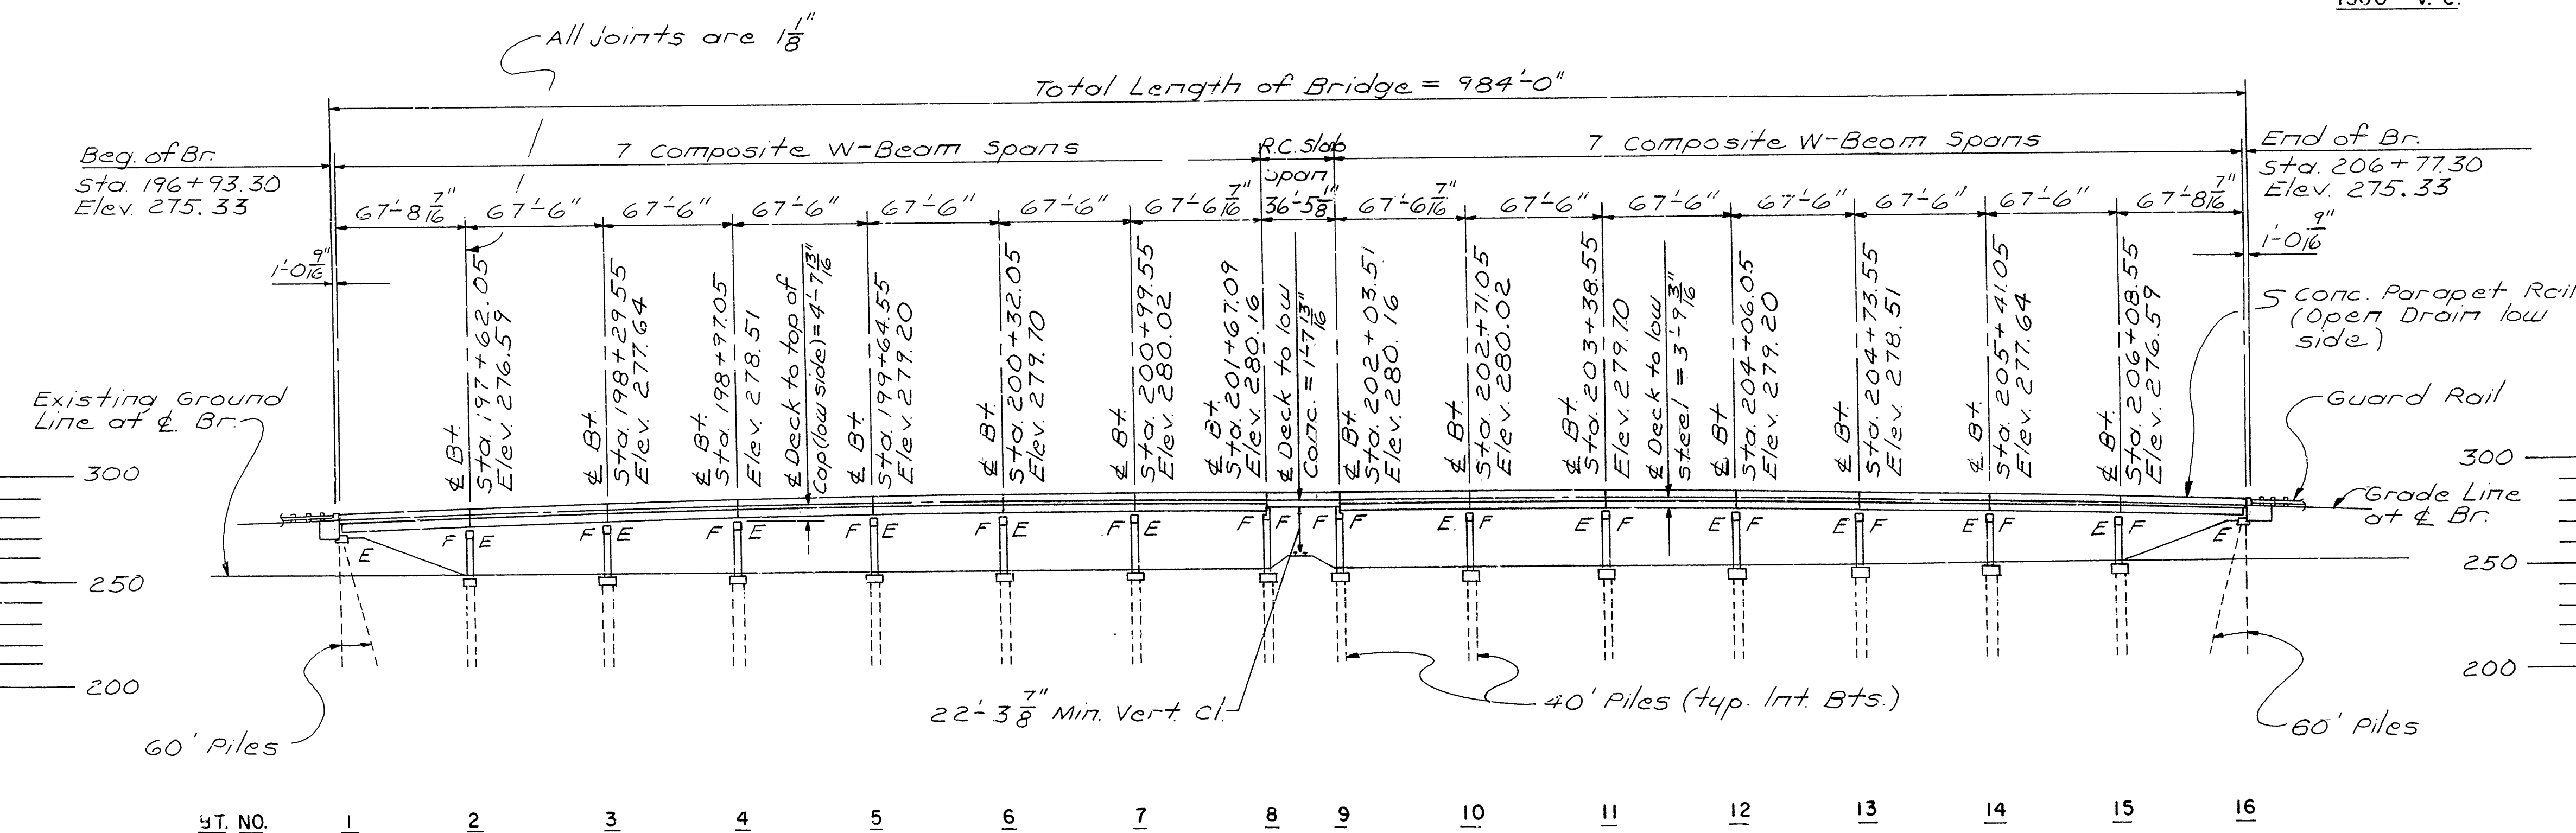 1300' V. C.
All joints are 1 1/8"
Total Length of Bridge = 984'-0"
Beg. of Br.
Sta. 196+93.30
Elev. 275.33
7 Composite W-Beam Spans
R.C. Slab
Span
7 Composite W-Beam Spans
End of Br.
Sta. 206+77.30
Elev. 275.33
67'-8 7/16" 67'-6" 67'-6" 67'-6" 67'-6" 67'-6" 67'-6 7/16" 36'-5 1/8" 67'-6 7/16" 67'-6" 67'-6" 67'-6" 67'-6" 67'-6" 67'-8 7/16"
1'-0 9/16"
1'-0 9/16"
℄ Bt.
Sta. 197+62.05
Elev. 276.59
℄ Bt.
Sta. 198+29.55
Elev. 277.64
℄ Bt.
Sta. 198+97.05
Elev. 278.51
℄ Deck to top of
Cap(low side)=4'-7 13/16"
℄ Bt.
Sta. 199+64.55
Elev. 279.20
℄ Bt.
Sta. 200+32.05
Elev. 279.70
℄ Bt.
Sta. 200+99.55
Elev. 280.02
℄ Bt.
Sta. 201+67.09
Elev. 280.16
℄ Deck to low
Conc. = 1'-7 13/16"
℄ Bt.
Sta. 202+03.51
Elev. 280.16
℄ Bt.
Sta. 202+71.05
Elev. 280.02
℄ Bt.
Sta. 203+38.55
Elev. 279.70
℄ Deck to low
steel = 3'-9 3/16"
℄ Bt.
Sta. 204+06.05
Elev. 279.20
℄ Bt.
Sta. 204+73.55
Elev. 278.51
℄ Bt.
Sta. 205+41.05
Elev. 277.64
℄ Bt.
Sta. 206+08.55
Elev. 276.59
Conc. Parapet Rail
(Open Drain low
side)
Existing Ground
Line at ℄ Br.
Guard Rail
Grade Line
at ℄ Br.
300
250
200
300
250
200
E F E F E F E F E F E F E F F F F E F E F E F E F E F E F E
22'-3 7/8" Min. Vert. Cl.
40' Piles (typ. Int. Bts.)
60' Piles
60' Piles
BT. NO. 1 2 3 4 5 6 7 8 9 10 11 12 13 14 15 16